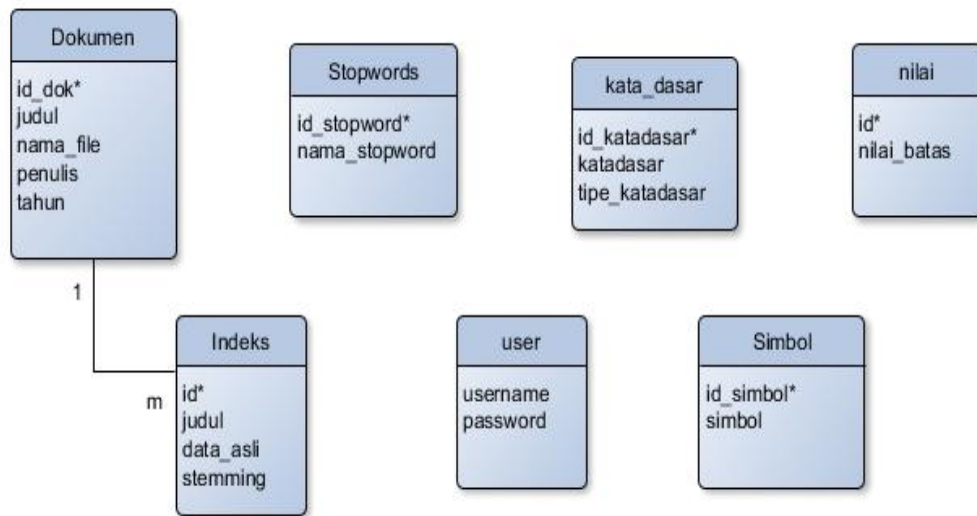 Dokumen
id_dok*
judul
nama_file
penulis
tahun
Stopwords
id_stopword*
nama_stopword
kata_dasar
id_katadasar*
katadasar
tipe_katadasar
nilai
id*
nilai_batas
1
m
Indeks
id*
judul
data_asli
stemming
user
username
password
Simbol
id_simbol*
simbol